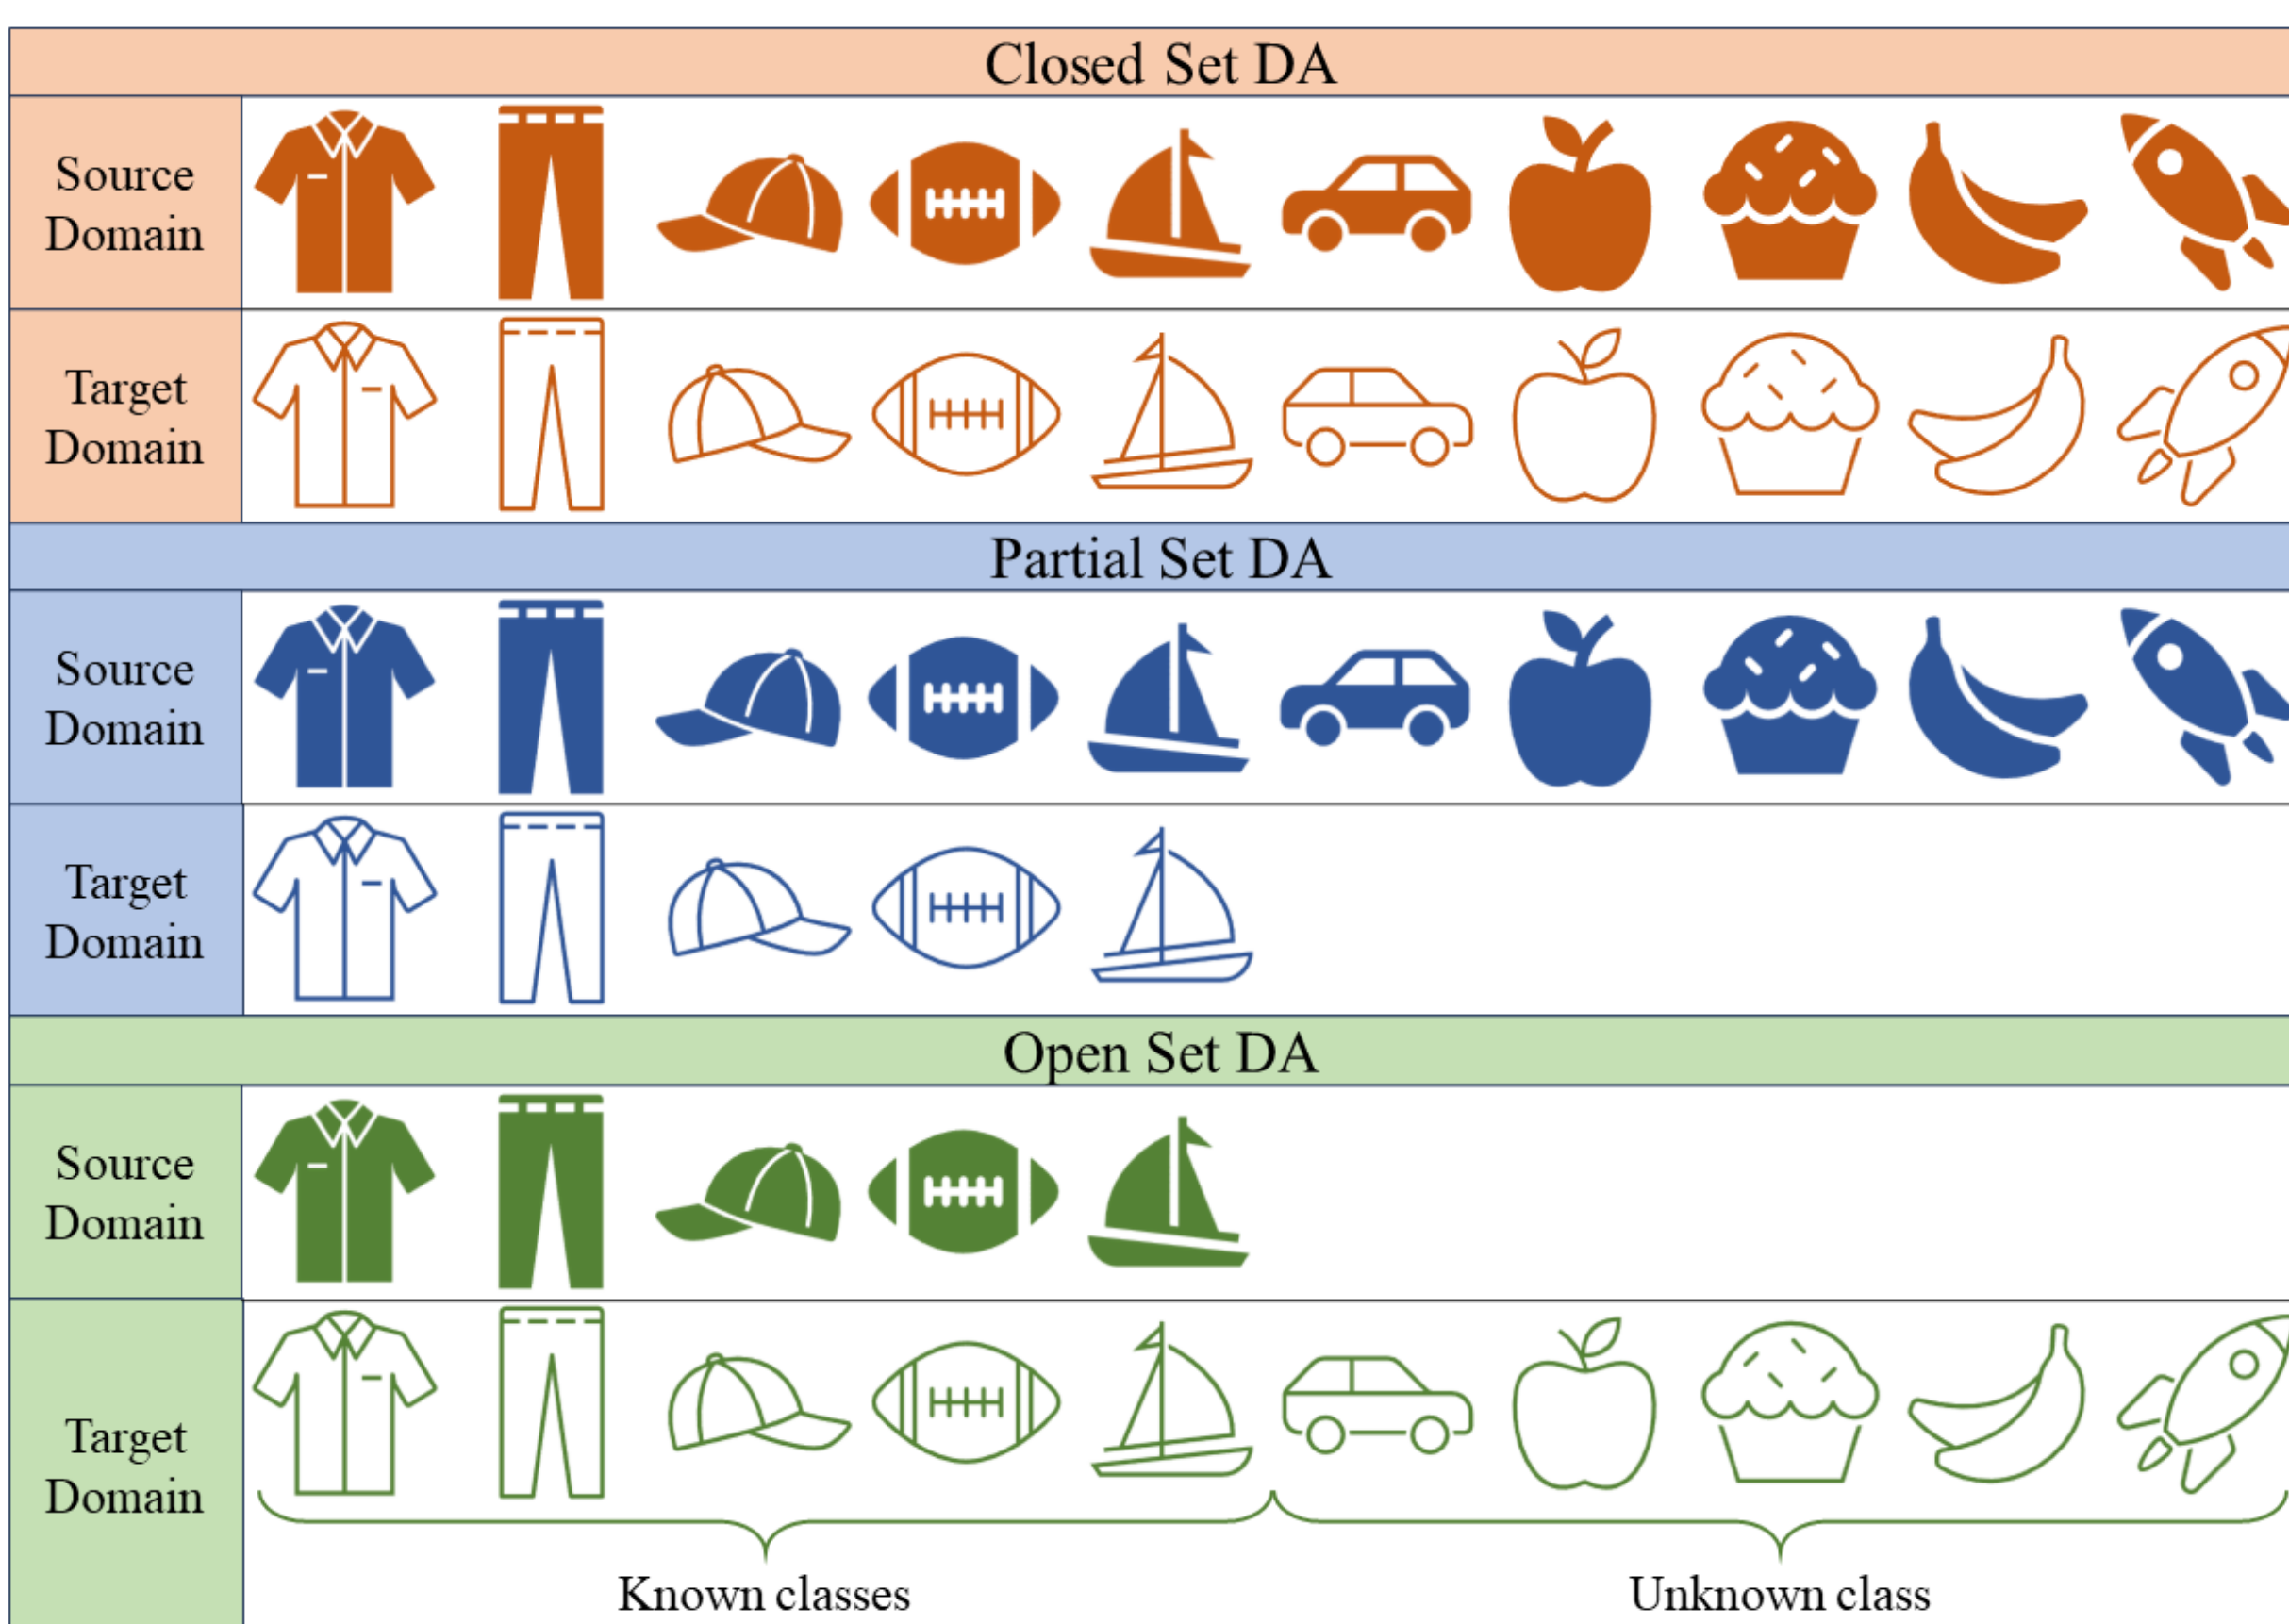 Closed Set DA
Source
Domain
Target
Domain
Partial Set DA
Source
Domain
Target
Domain
Open Set DA
Source
Domain
Target
Domain
Known classes
Unknown class